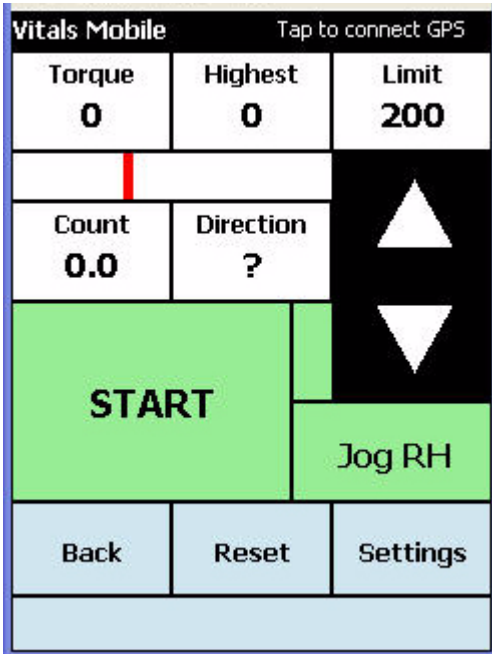 Vitals Mobile Tap to connect GPS
Torque Highest Limit
0 0 200
Count Direction
0.0 ?
START
Jog RH
Back Reset Settings